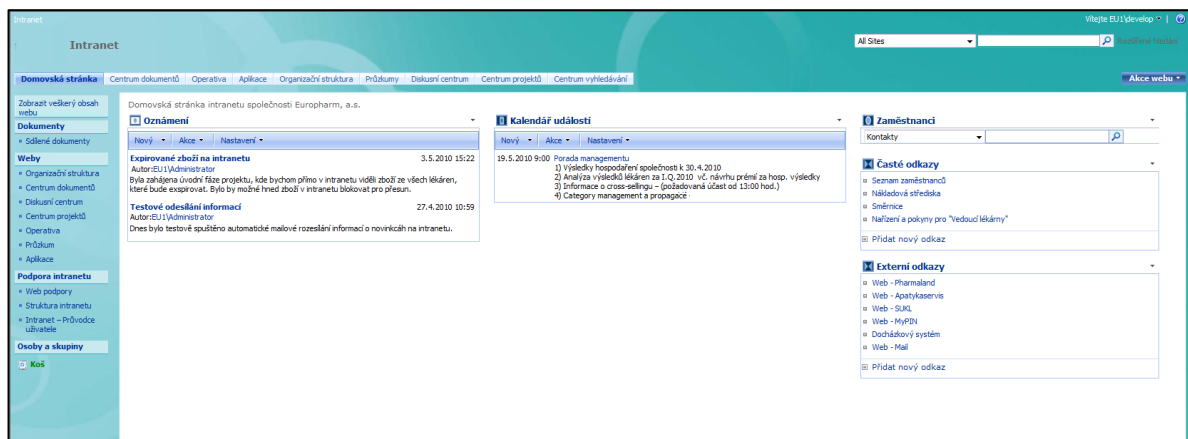 Intranet
Vítejte EU1\develop
Intranet
All Sites
Rozšířené hledání
Domovská stránka Centrum dokumentů Operativa Aplikace Organizační struktura Průzkumy Diskusní centrum Centrum projektů Centrum vyhledávání
Akce webu
Zobrazit veškerý obsah
webu
Dokumenty
Sdílené dokumenty
Weby
Organizační struktura
Centrum dokumentů
Diskusní centrum
Centrum projektů
Operativa
Průzkum
Aplikace
Podpora intranetu
Web podpory
Struktura intranetu
Intranet – Průvodce
uživatele
Osoby a skupiny
Koš
Domovská stránka intranetu společnosti Europharm, a.s.
Oznámení
Nový Akce Nastavení
Expirované zboží na intranetu 3.5.2010 15:22
Autor:EU1\Administrator
Byla zahájena úvodní fáze projektu, kde bychom přímo v intranetu viděli zboží ze všech lékáren,
které bude exspirovat. Bylo by možné hned zboží v intranetu blokovat pro přesun.
Testové odesílání informací 27.4.2010 10:59
Autor:EU1\Administrator
Dnes bylo testově spuštěno automatické mailové rozesílání informací o novinkcáh na intranetu.
Kalendář událostí
Nový Akce Nastavení
19.5.2010 9:00 Porada managementu
1) Výsledky hospodaření společnosti k 30.4.2010
2) Analýza výsledků lékáren za I.Q.2010 vč. návrhu prémií za hosp. výsledky
3) Informace o cross-sellingu – (požadovaná účast od 13:00 hod.)
4) Category management a propagace
Zaměstnanci
Kontakty
Časté odkazy
Seznam zaměstnanců
Nákladová střediska
Směrnice
Nařízení a pokyny pro "Vedoucí lékárny"
Přidat nový odkaz
Externí odkazy
Web - Pharmaland
Web - Apatykaservis
Web - SUKL
Web - MyPIN
Docházkový systém
Web - Mail
Přidat nový odkaz